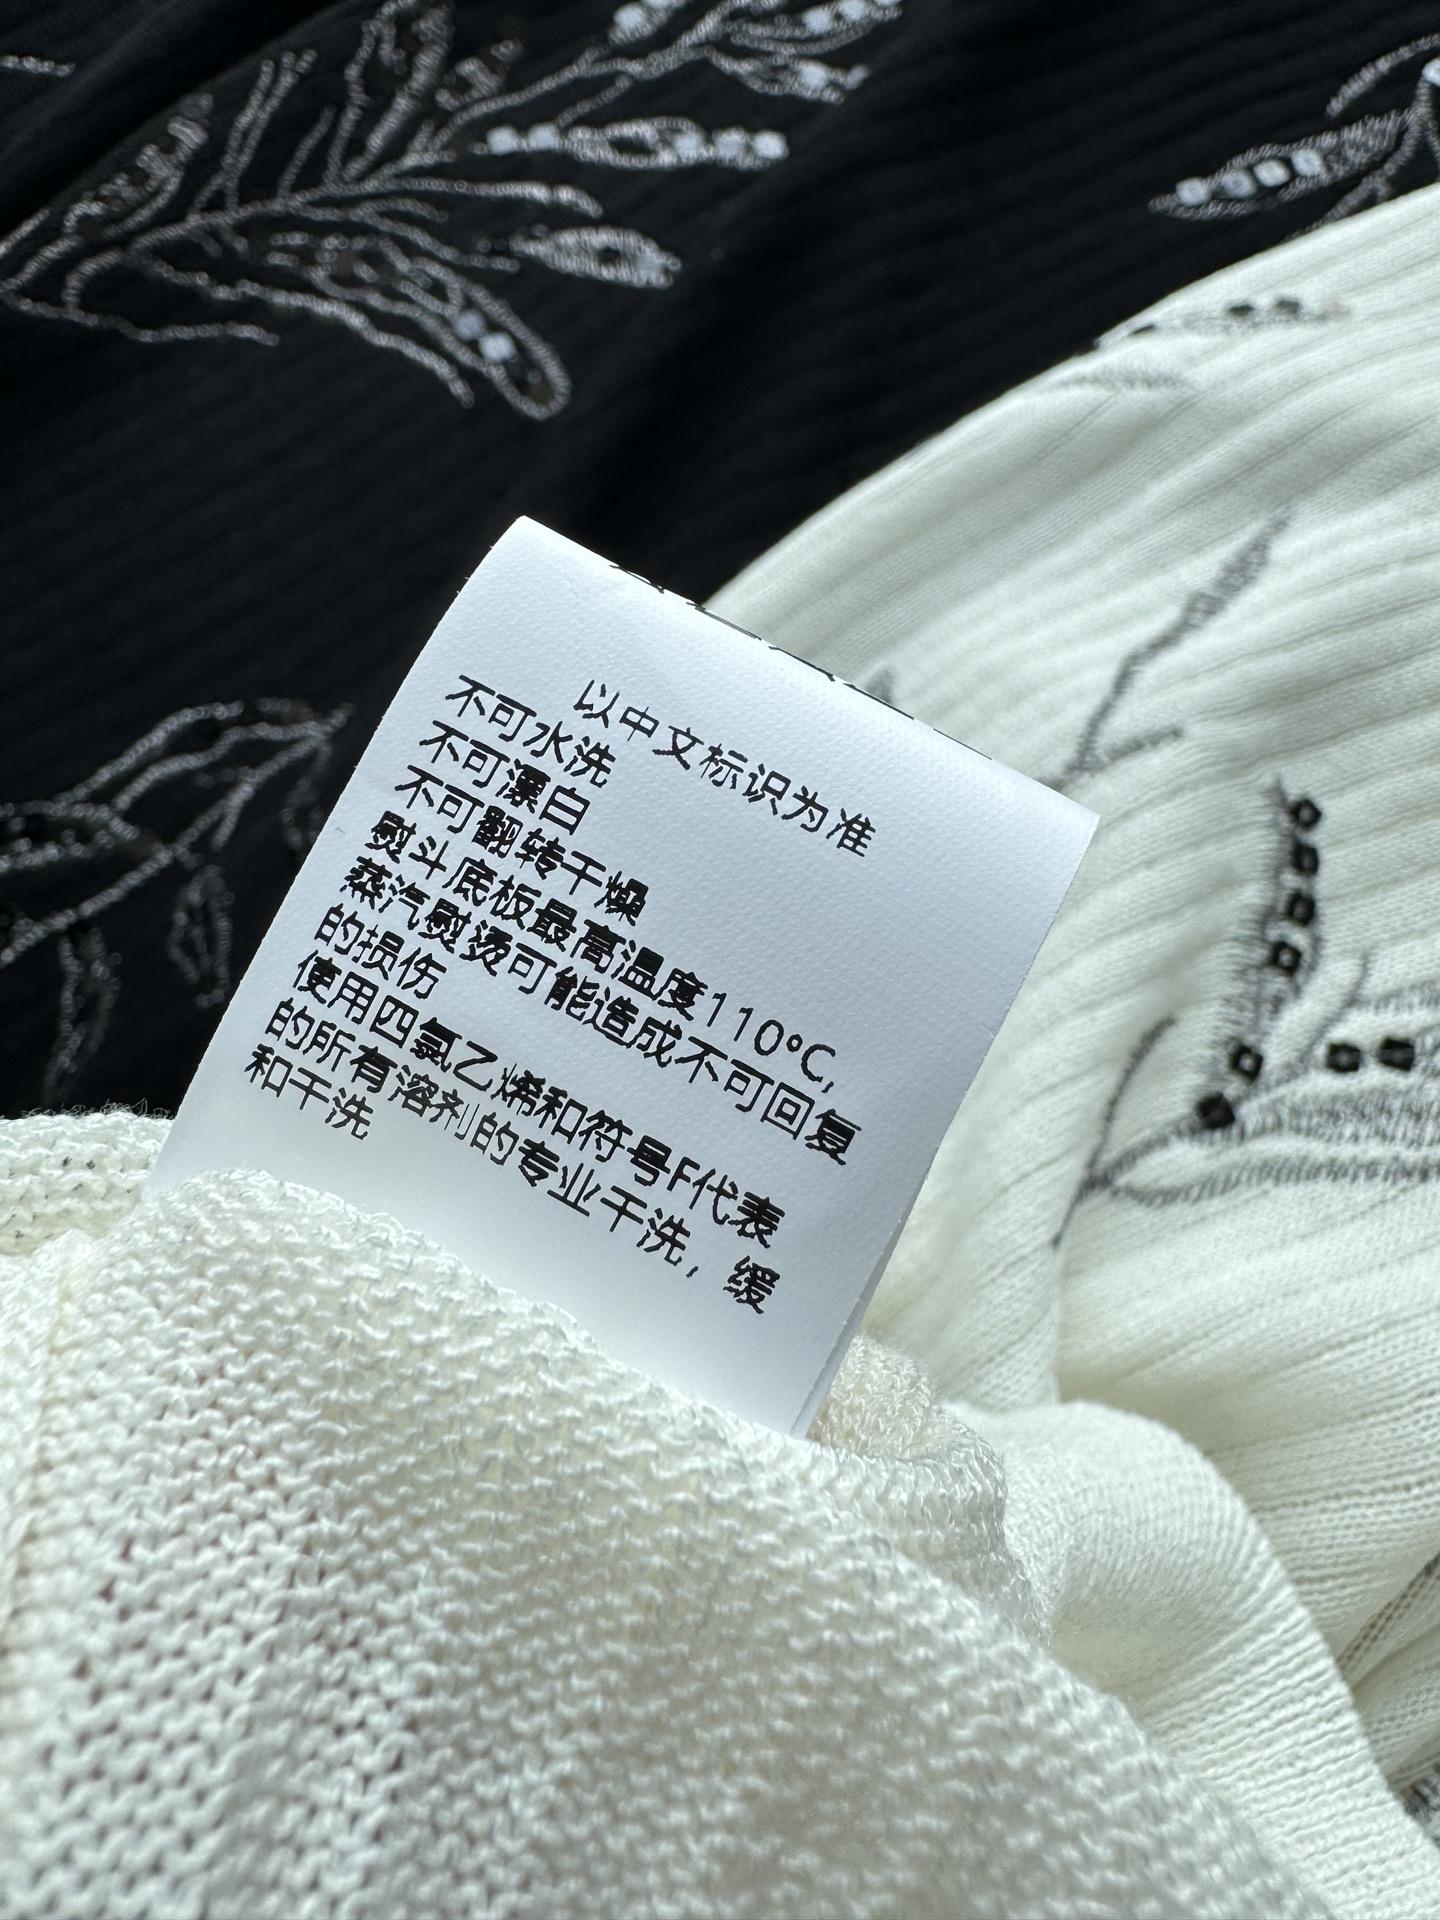 以中文标识为准
不可水洗
不可漂白
不可翻转干燥
熨斗底板最高温度110℃,
蒸汽熨烫可能造成不可回复
的损伤
使用四氯乙烯和符号F代表
的所有溶剂的专业干洗, 缓
和干洗